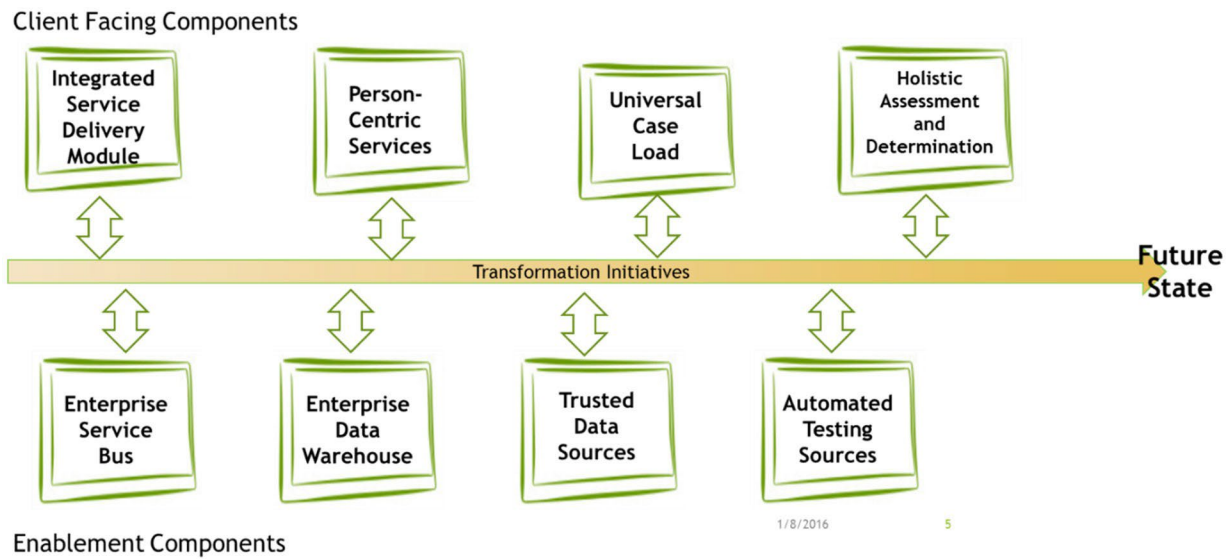 Client Facing Components
Integrated
Service
Delivery
Module
Person-
Centric
Services
Universal
Case
Load
Holistic
Assessment
and
Determination
Transformation Initiatives
Future
State
Enterprise
Service
Bus
Enterprise
Data
Warehouse
Trusted
Data
Sources
Automated
Testing
Sources
1/8/2016
5
Enablement Components